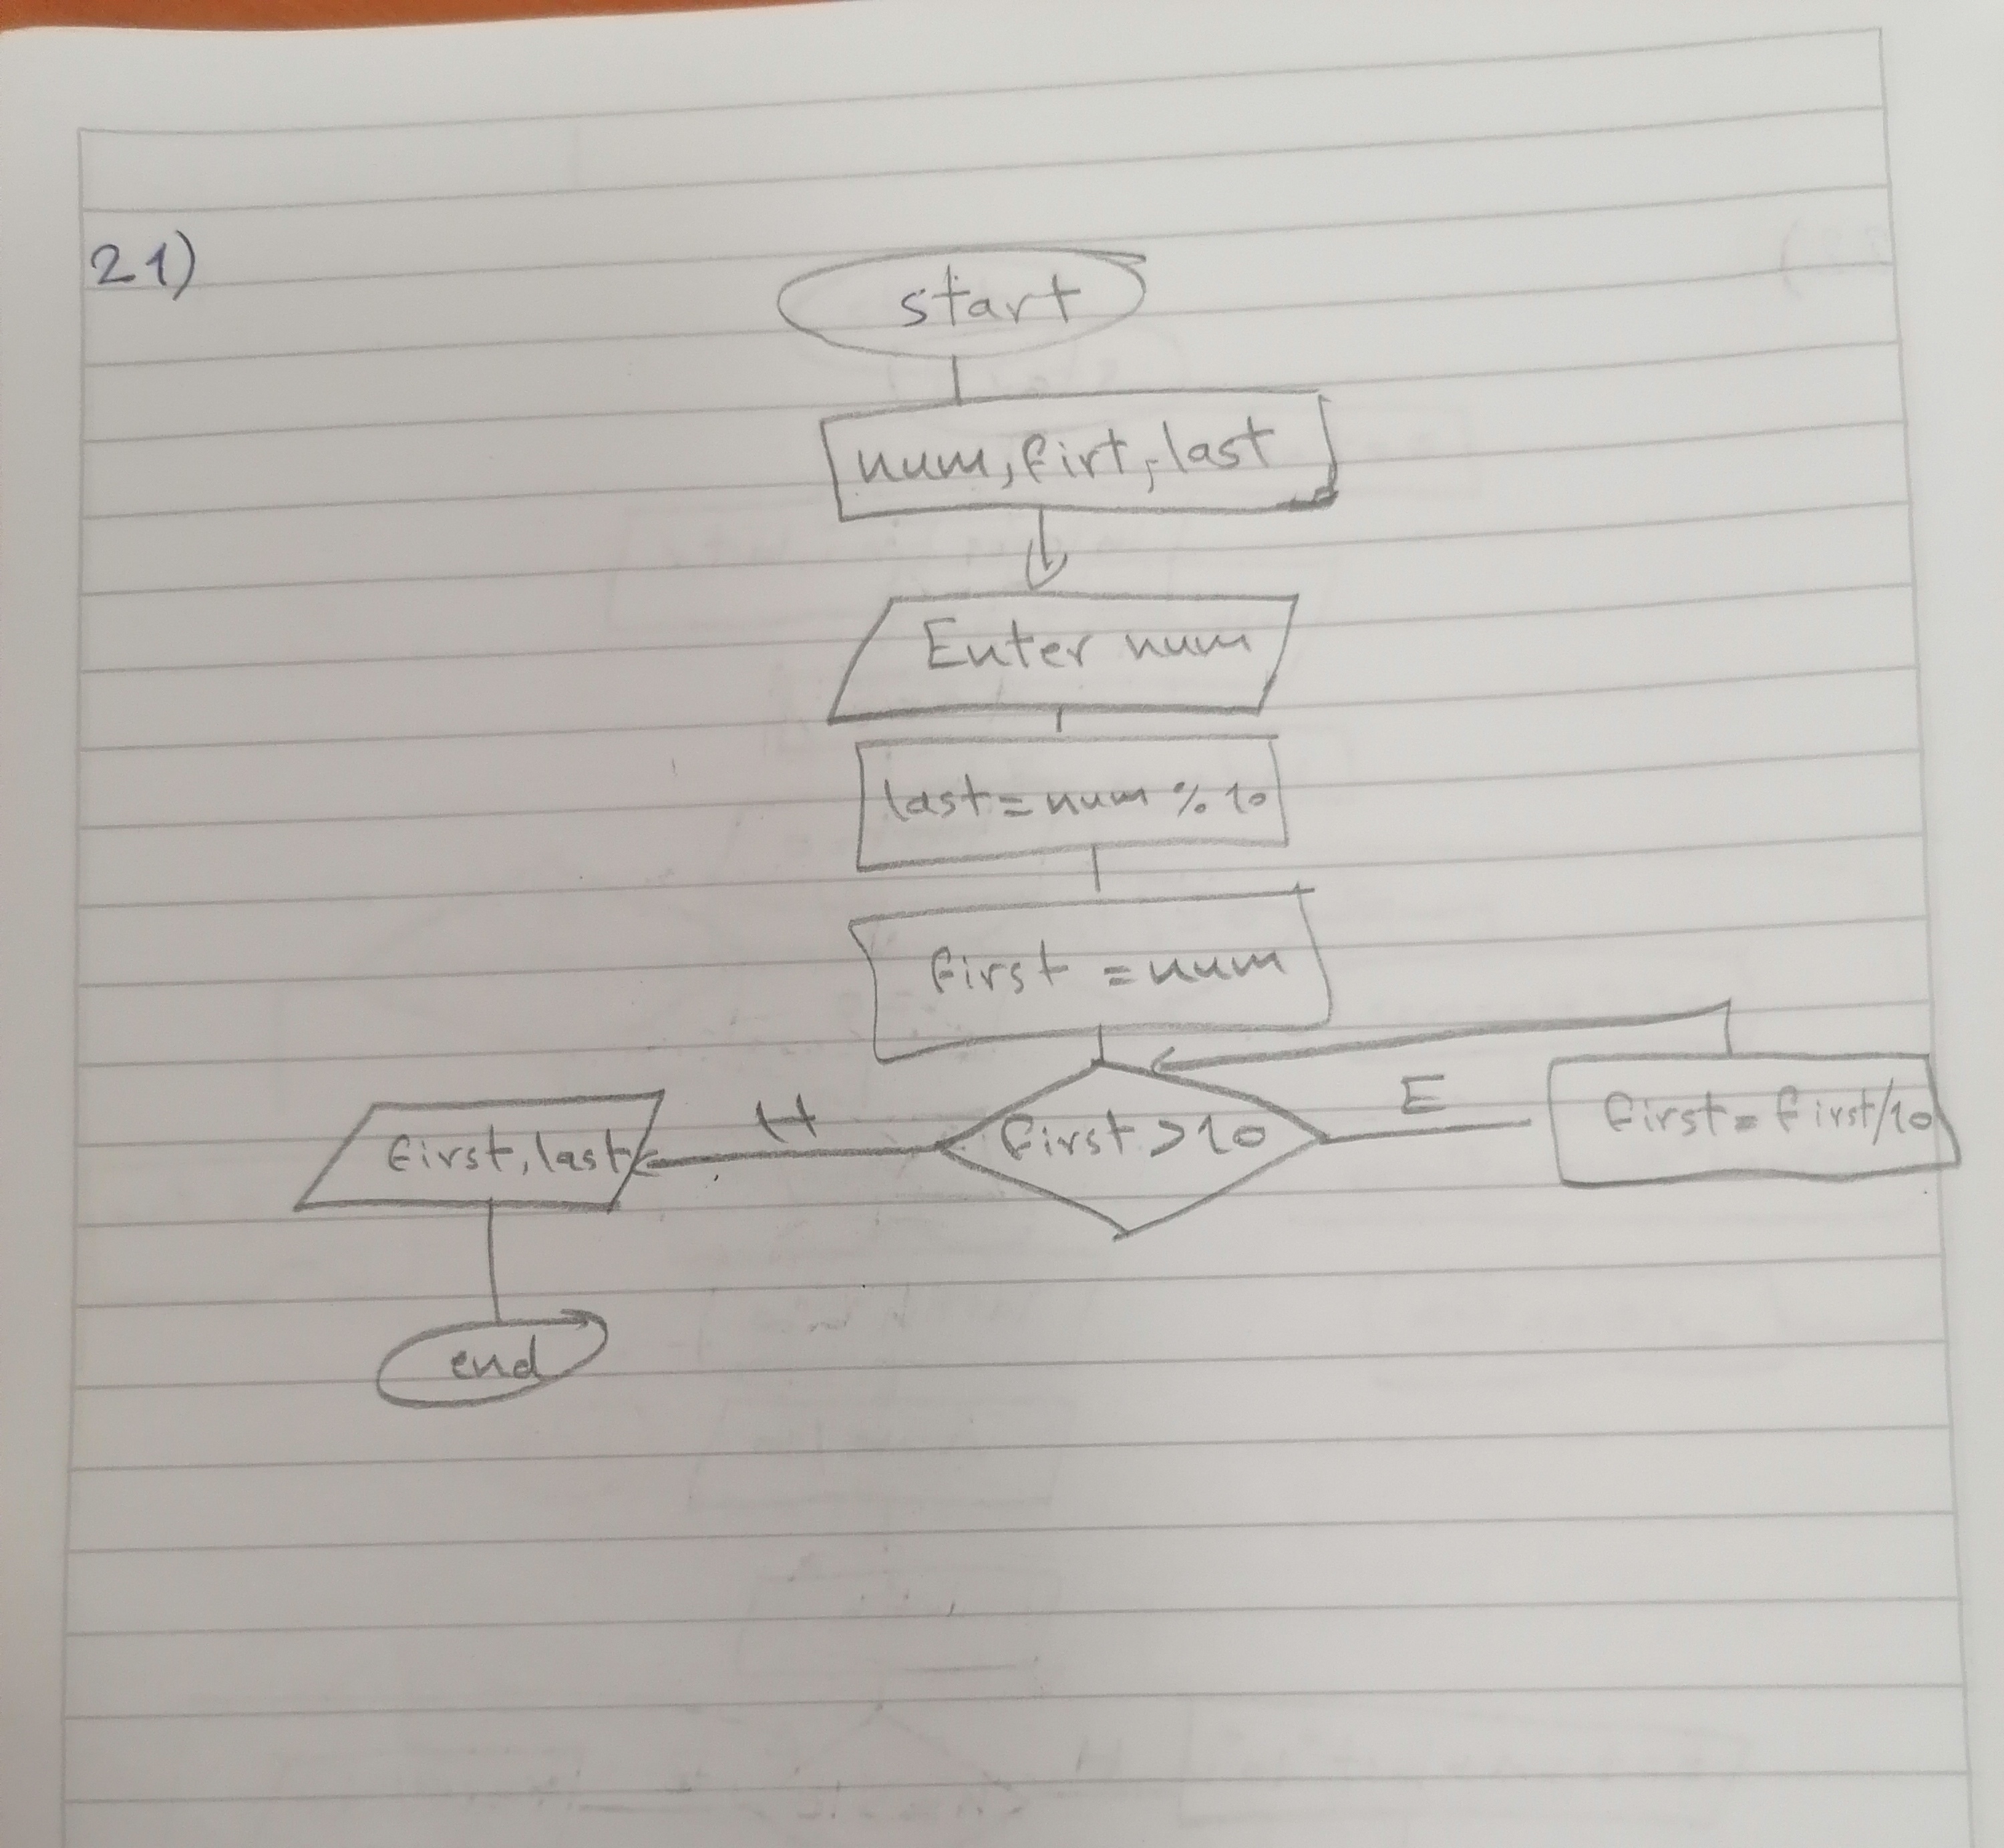 21)
start
num, firt, last
Enter num
last = num % 10
first = num
first, last
H
first > 10
E
first = first/10
end